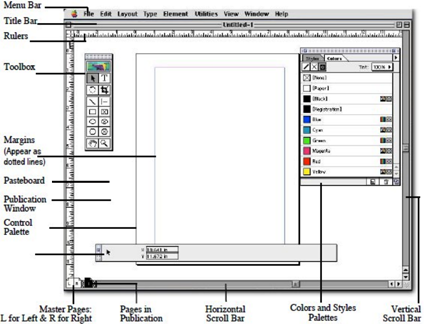 Menu Bar
File Edit Layout Type Element Utilities View Window Help
Title Bar
Untitled-1
Rulers
Toolbox
Styles Colors
Tint: 100%
[None]
[Paper]
[Black]
[Registration]
Blue
Cyan
Green
Magenta
Red
Yellow
Margins
(Appear as
dotted lines)
Pasteboard
Publication
Window
Control
Palette
L R
Master Pages:
L for Left & R for Right
Pages in
Publication
Horizontal
Scroll Bar
Colors and Styles
Palettes
Vertical
Scroll Bar